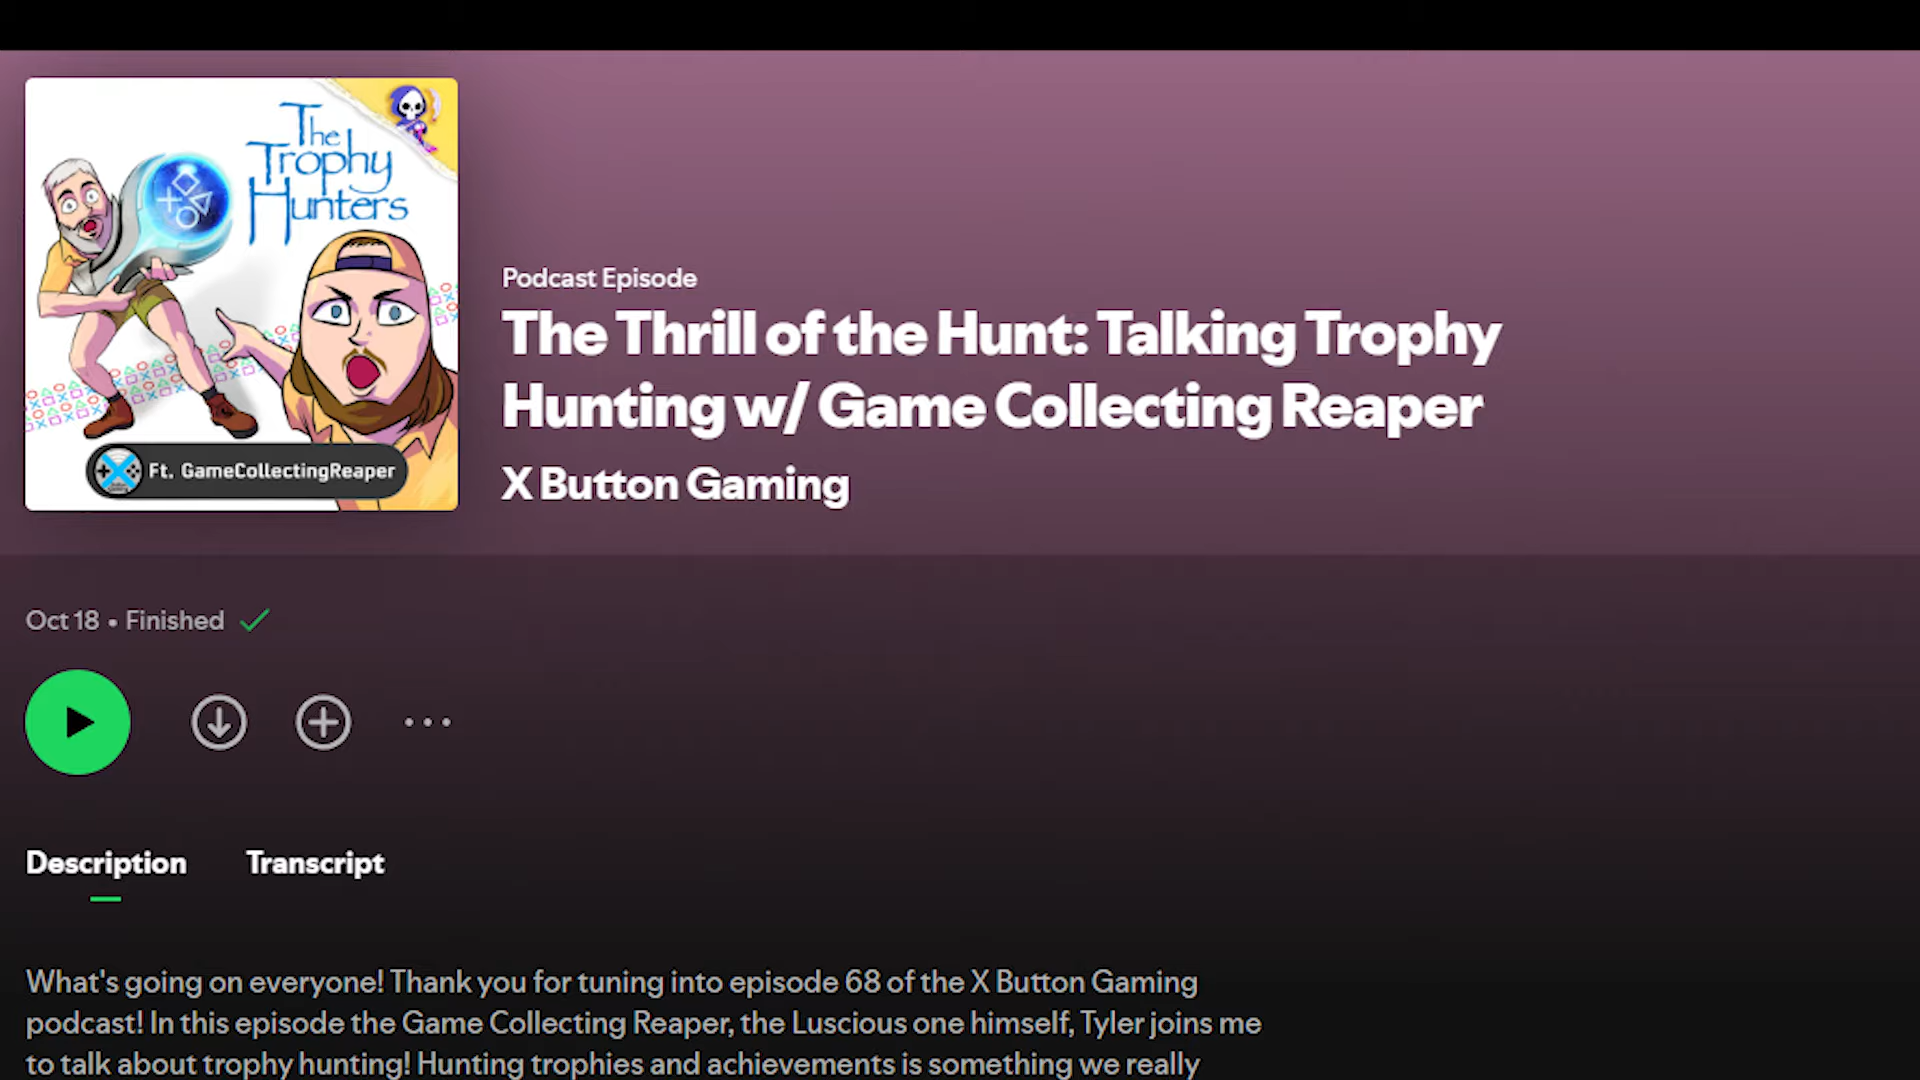 The
Trophy
Hunters
Ft. GameCollectingReaper
Podcast Episode
The Thrill of the Hunt: Talking Trophy
Hunting w/ Game Collecting Reaper
X Button Gaming
Oct 18 • Finished
Description Transcript
What's going on everyone! Thank you for tuning into episode 68 of the X Button Gaming
podcast! In this episode the Game Collecting Reaper, the Luscious one himself, Tyler joins me
to talk about trophy hunting! Hunting trophies and achievements is something we really